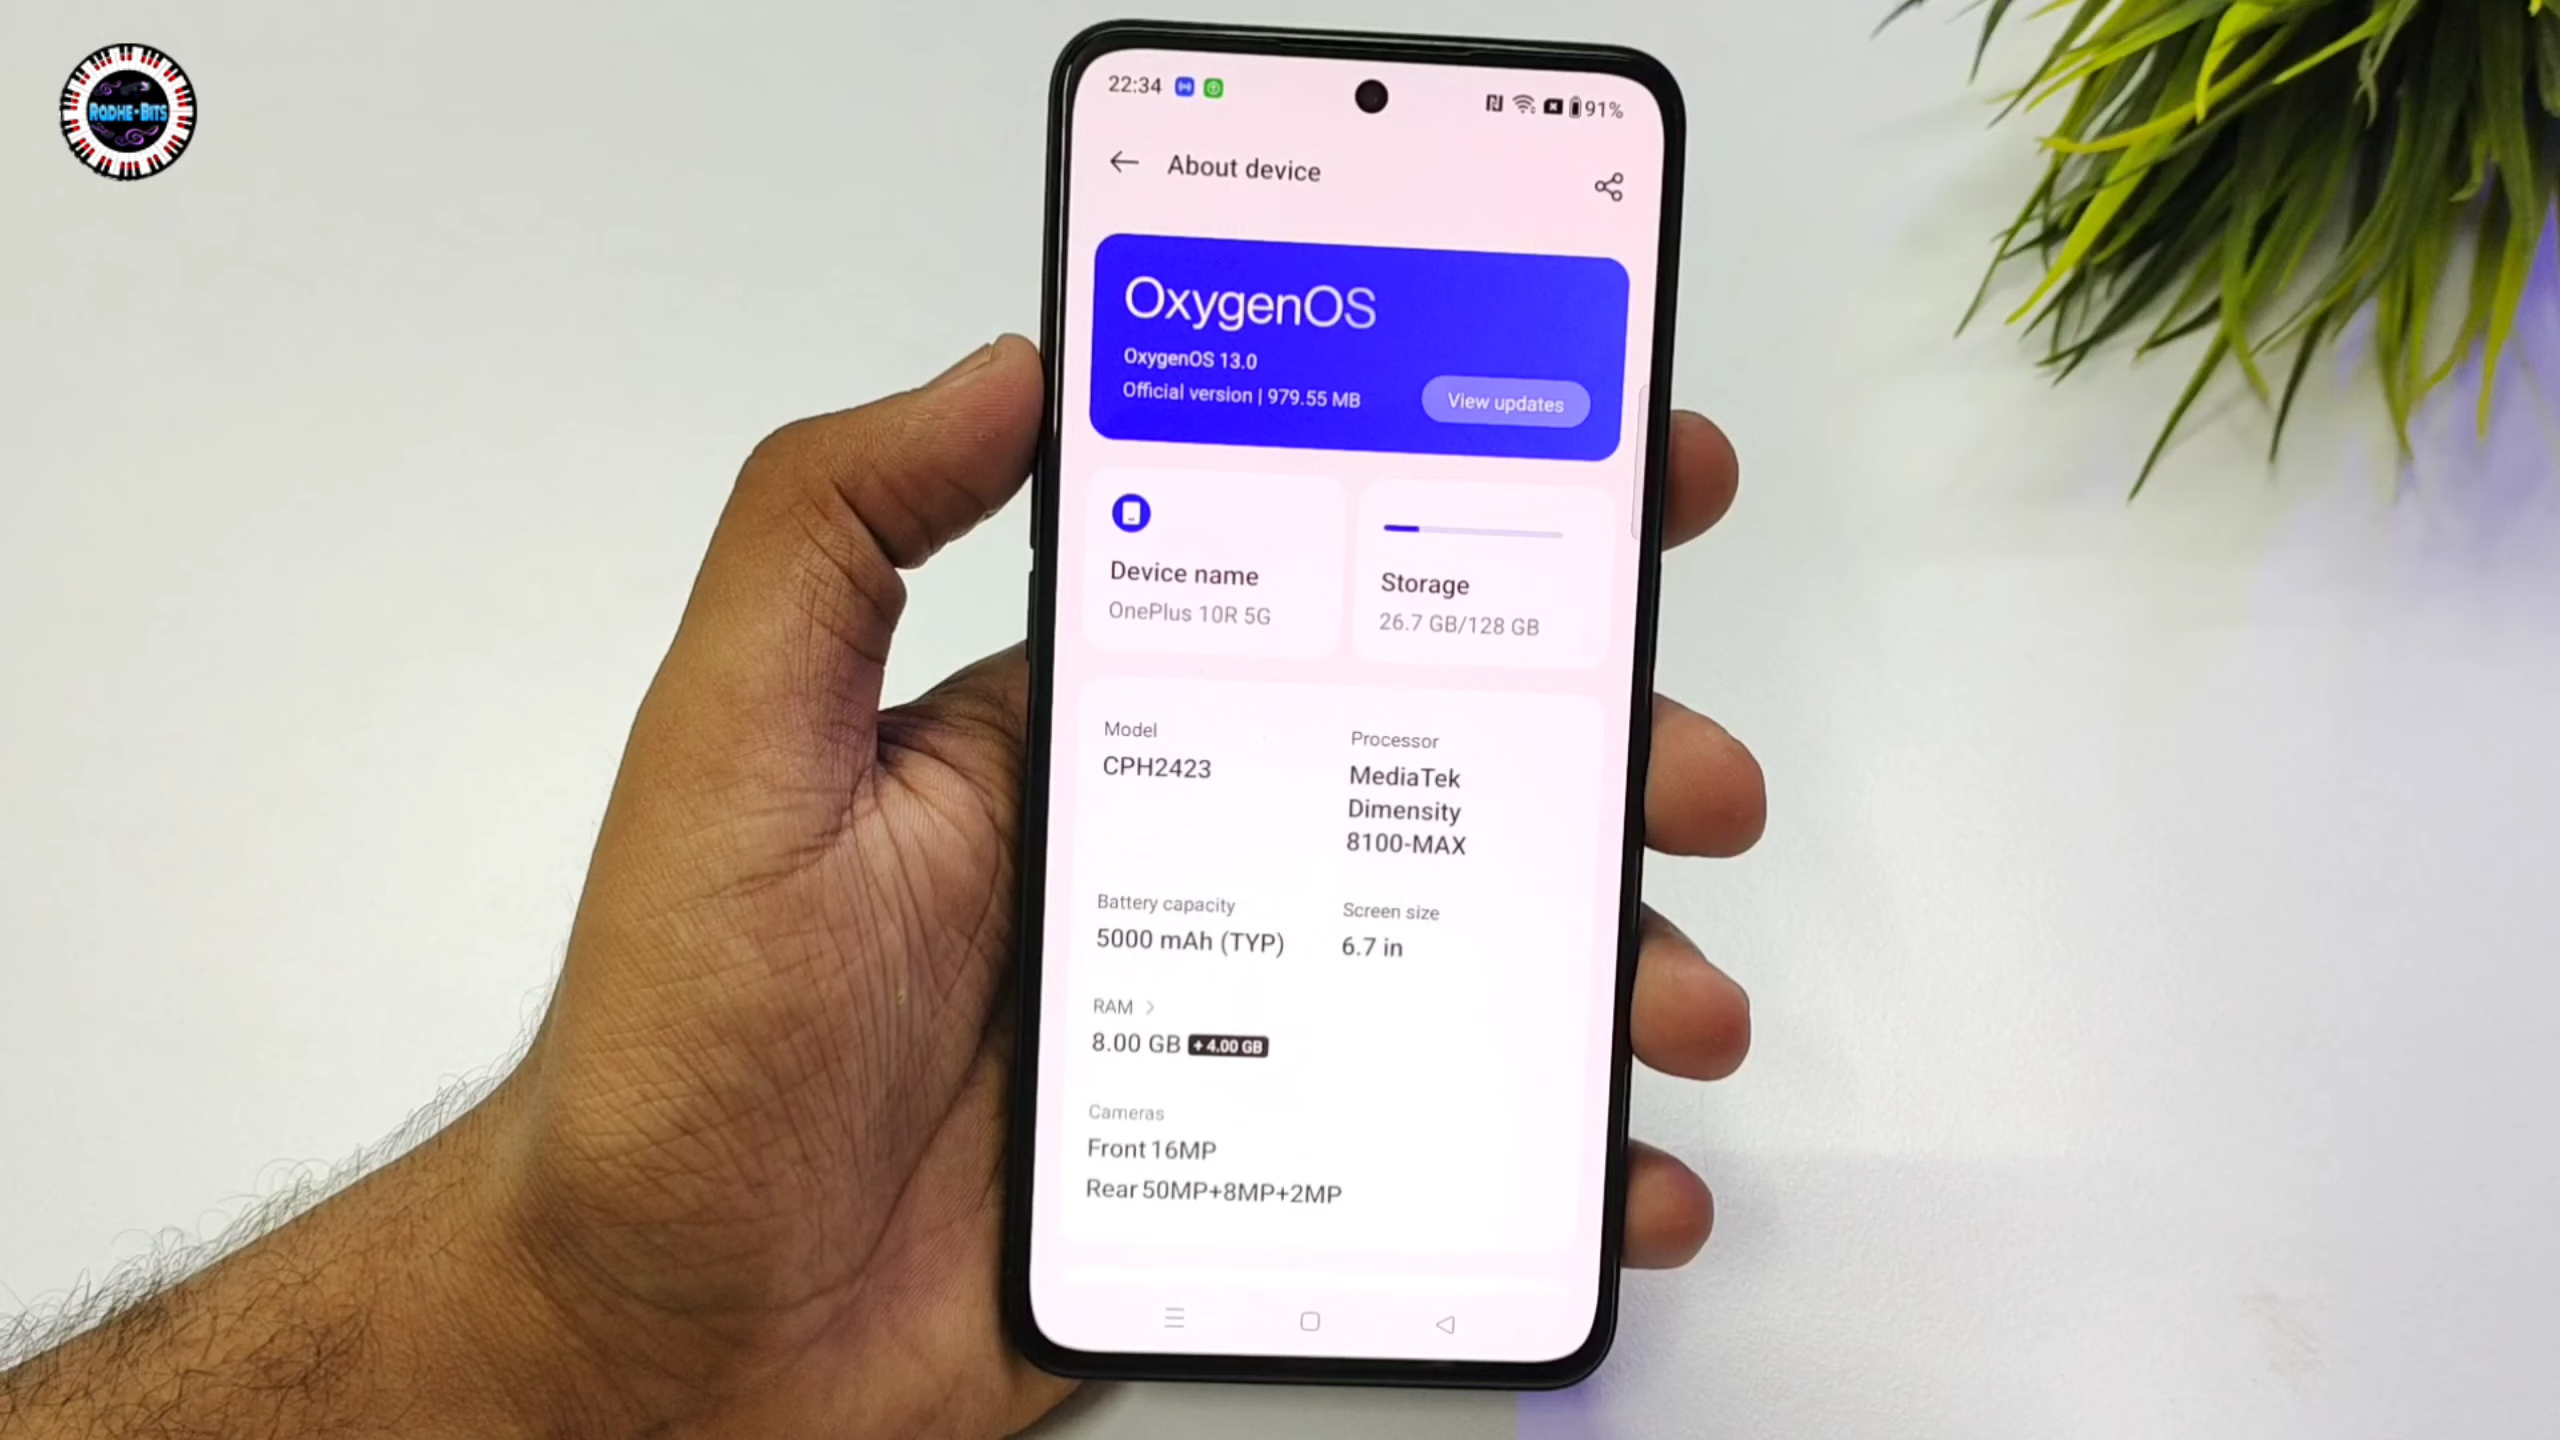 RODHE-BITS
22:34
91%
About device
OxygenOS
OxygenOS 13.0
Official version | 979.55 MB
View updates
Device name
OnePlus 10R 5G
Storage
26.7 GB/128 GB
Model
CPH2423
Processor
MediaTek
Dimensity
8100-MAX
Battery capacity
5000 mAh (TYP)
Screen size
6.7 in
RAM >
8.00 GB + 4.00 GB
Cameras
Front 16MP
Rear 50MP+8MP+2MP